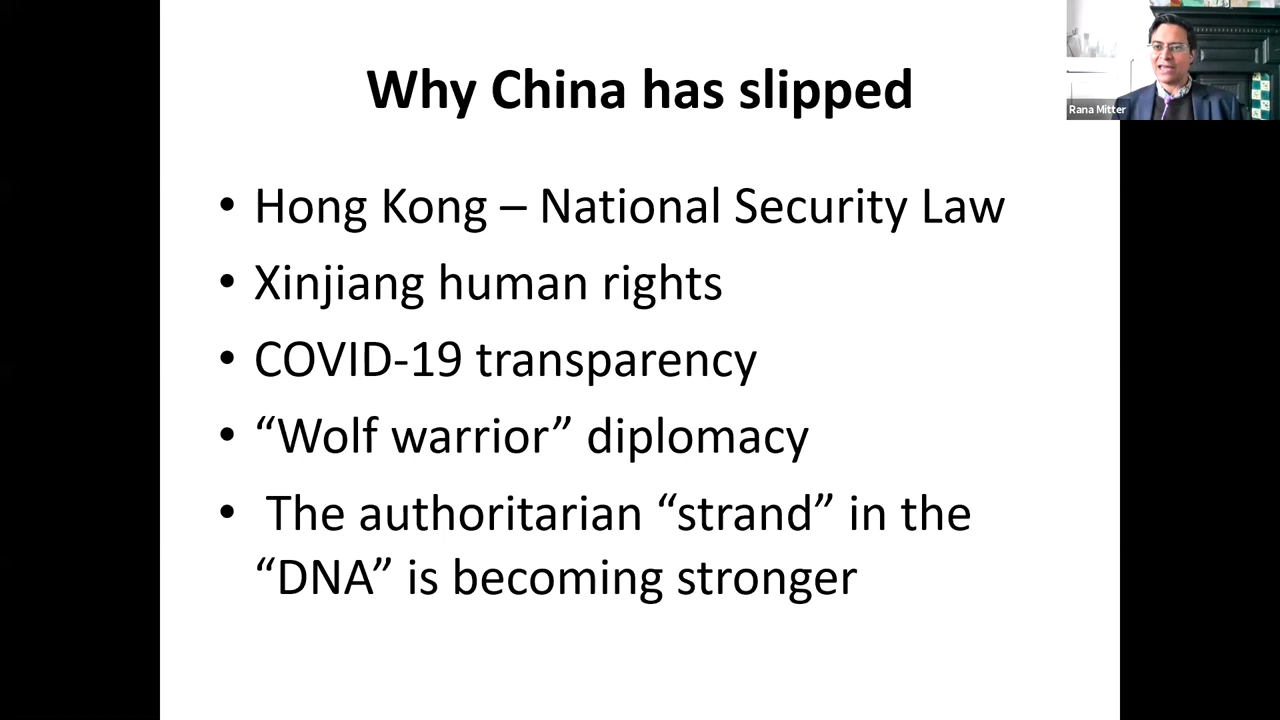 Why China has slipped
Rana Mitter
• Hong Kong – National Security Law
• Xinjiang human rights
• COVID-19 transparency
• “Wolf warrior” diplomacy
• The authoritarian “strand” in the
“DNA” is becoming stronger